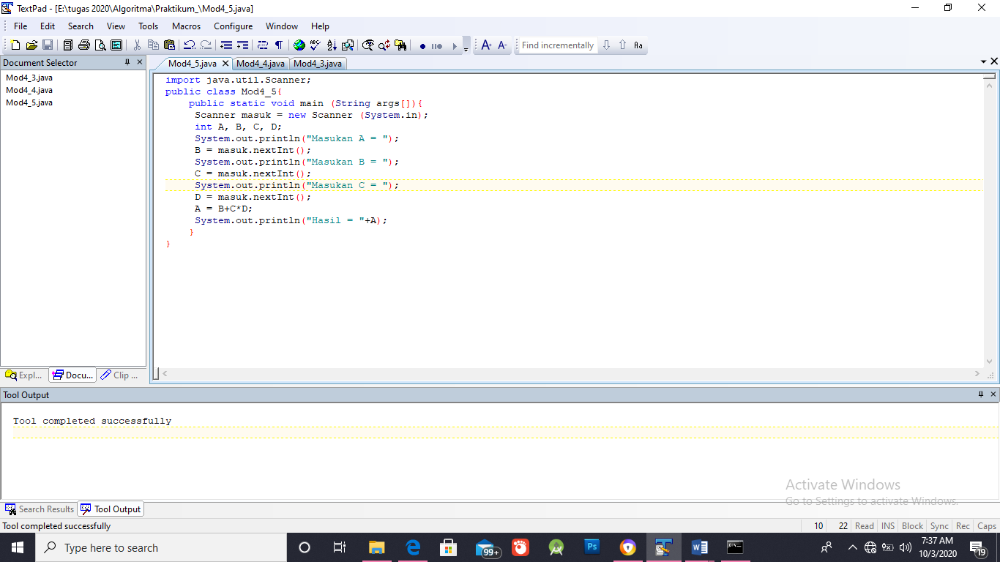 TextPad - [E:\tugas 2020\Algoritma\Praktikum_\Mod4_5.java]
File Edit Search View Tools Macros Configure Window Help
Find incrementally
Document Selector
Mod4_3.java
Mod4_4.java
Mod4_5.java
Expl... Docu... Clip ...
Mod4_5.java Mod4_4.java Mod4_3.java
import java.util.Scanner;
public class Mod4_5{
    public static void main (String args[]){
     Scanner masuk = new Scanner (System.in);
     int A, B, C, D;
     System.out.println("Masukan A = ");
     B = masuk.nextInt();
     System.out.println("Masukan B = ");
     C = masuk.nextInt();
     System.out.println("Masukan C = ");
     D = masuk.nextInt();
     A = B+C*D;
     System.out.println("Hasil = "+A);
    }
}
Tool Output
Tool completed successfully
Activate Windows
Go to Settings to activate Windows.
Search Results Tool Output
Tool completed successfully
10 22 Read INS Block Sync Rec Caps
Type here to search
99+
Ps
7:37 AM
10/3/2020
19